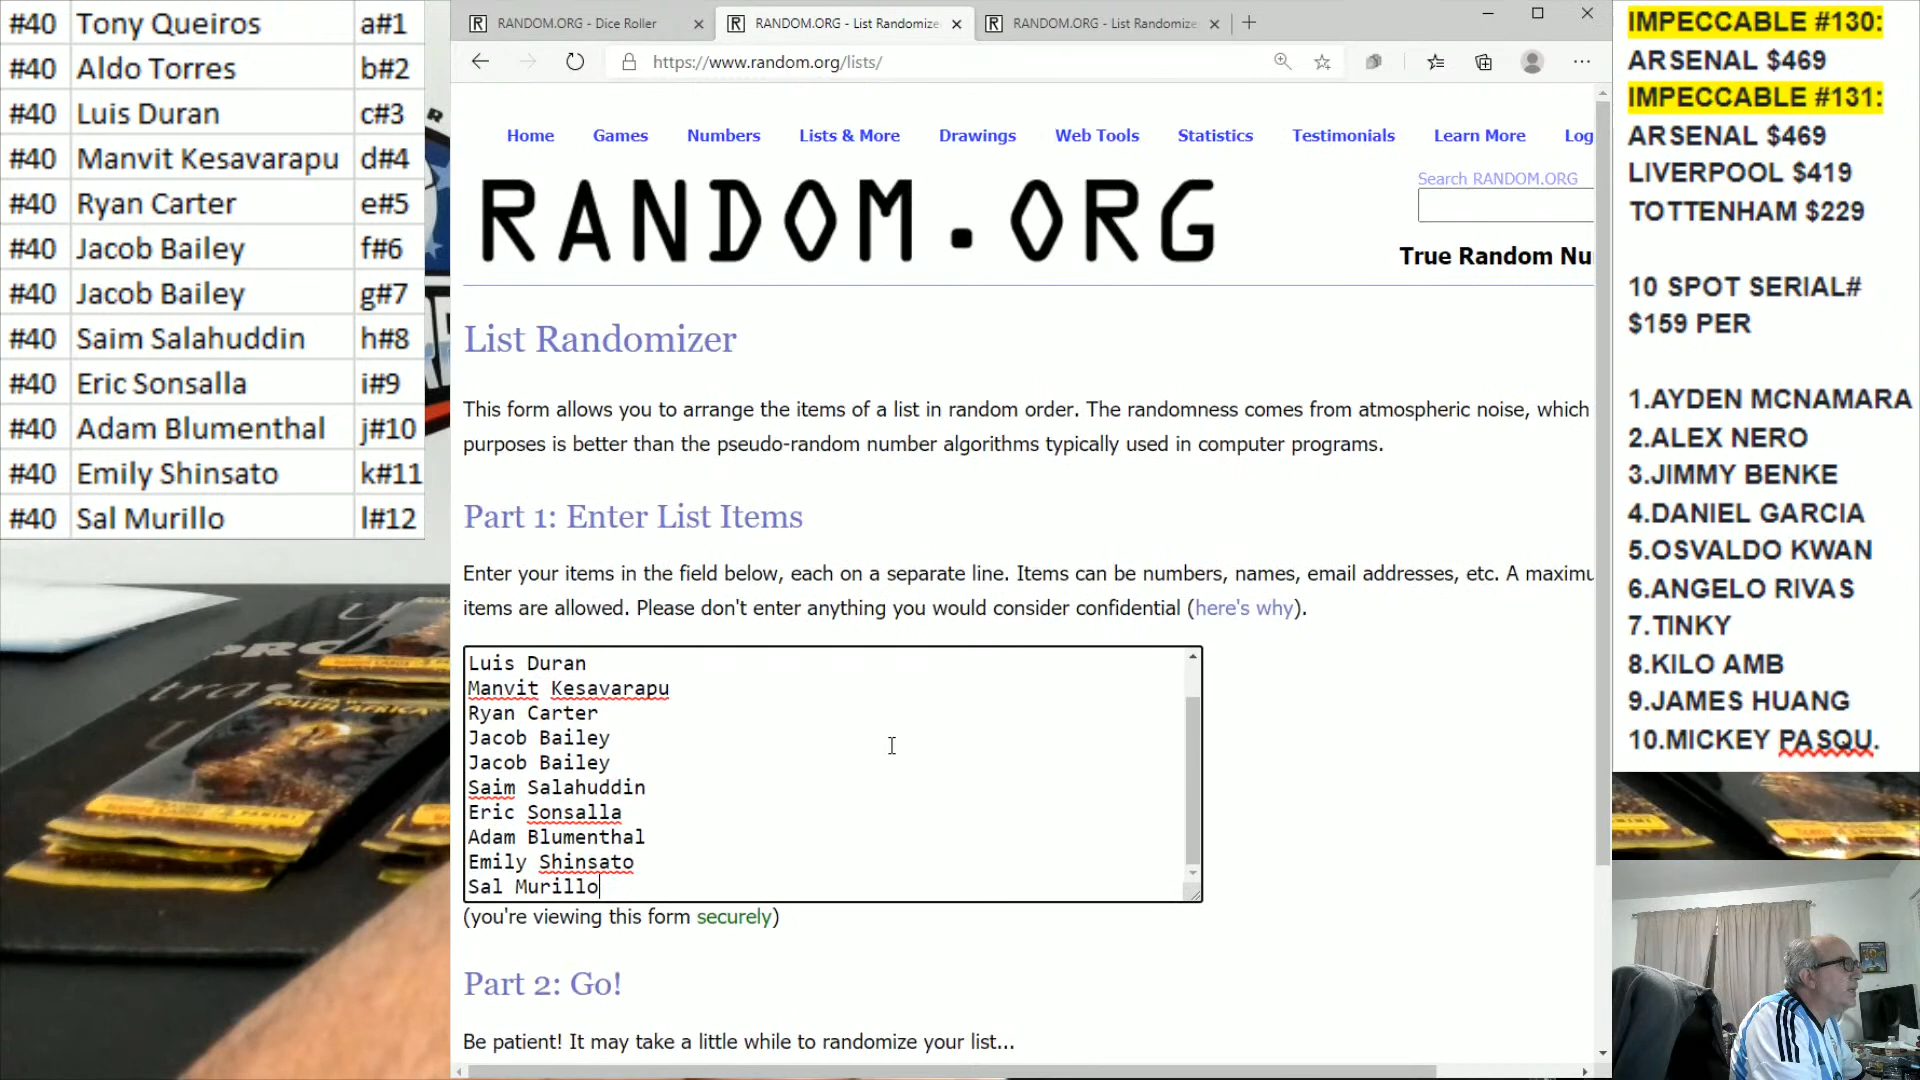 #40 Tony Queiros a#1
#40 Aldo Torres b#2
#40 Luis Duran c#3
#40 Manvit Kesavarapu d#4
#40 Ryan Carter e#5
#40 Jacob Bailey f#6
#40 Jacob Bailey g#7
#40 Saim Salahuddin h#8
#40 Eric Sonsalla i#9
#40 Adam Blumenthal j#10
#40 Emily Shinsato k#11
#40 Sal Murillo l#12
SOUTH AFRICA
RANDOM.ORG - Dice Roller
RANDOM.ORG - List Randomize
RANDOM.ORG - List Randomize
https://www.random.org/lists/
Home Games Numbers Lists & More Drawings Web Tools Statistics Testimonials Learn More Log
RANDOM.ORG
Search RANDOM.ORG
True Random Nu
List Randomizer
This form allows you to arrange the items of a list in random order. The randomness comes from atmospheric noise, which
purposes is better than the pseudo-random number algorithms typically used in computer programs.
Part 1: Enter List Items
Enter your items in the field below, each on a separate line. Items can be numbers, names, email addresses, etc. A maximu
items are allowed. Please don't enter anything you would consider confidential (here's why).
Luis Duran
Manvit Kesavarapu
Ryan Carter
Jacob Bailey
Jacob Bailey
Saim Salahuddin
Eric Sonsalla
Adam Blumenthal
Emily Shinsato
Sal Murillo
(you're viewing this form securely)
Part 2: Go!
Be patient! It may take a little while to randomize your list...
IMPECCABLE #130:
ARSENAL $469
IMPECCABLE #131:
ARSENAL $469
LIVERPOOL $419
TOTTENHAM $229
10 SPOT SERIAL#
$159 PER
1.AYDEN MCNAMARA
2.ALEX NERO
3.JIMMY BENKE
4.DANIEL GARCIA
5.OSVALDO KWAN
6.ANGELO RIVAS
7.TINKY
8.KILO AMB
9.JAMES HUANG
10.MICKEY PASQU.